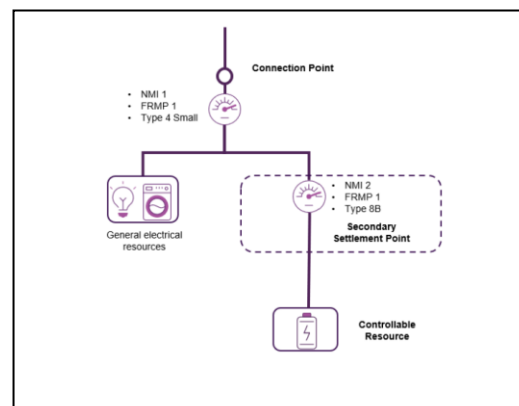 Connection Point
• NMI 1
• FRMP 1
• Type 4 Small
• NMI 2
• FRMP 1
• Type 8B
Secondary
Settlement Point
General electrical
resources
Controllable
Resource